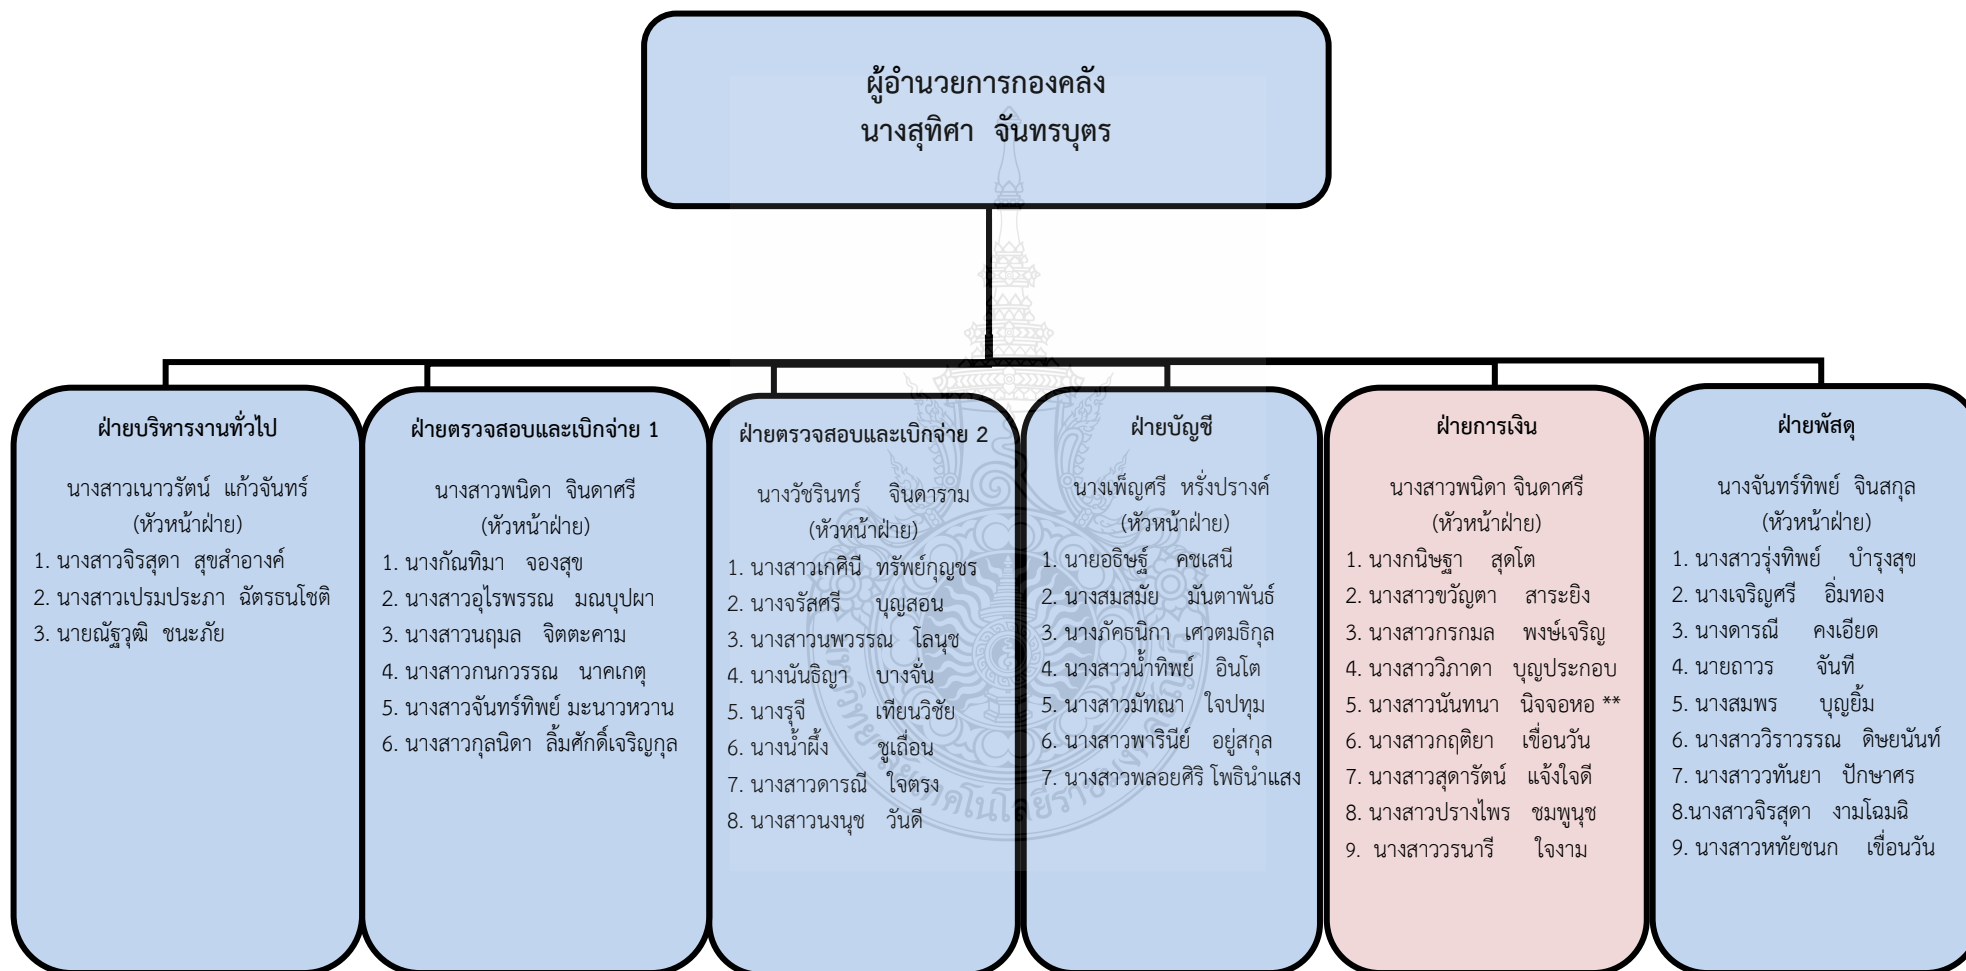 ผู้อำนวยการกองคลัง
นางสุทิศา จันทรบุตร
ฝ่ายบริหารงานทั่วไป
นางสาวเนาวรัตน์ แก้วจันทร์
(หัวหน้าฝ่าย)
1. นางสาวจิรสุดา สุขสำอางค์
2. นางสาวเปรมประภา ฉัตรธนโชติ
3. นายณัฐวุฒิ ชนะภัย
ฝ่ายตรวจสอบและเบิกจ่าย 1
นางสาวพนิดา จินดาศรี
(หัวหน้าฝ่าย)
1. นางกัณทิมา จองสุข
2. นางสาวอุไรพรรณ มณบุปผา
3. นางสาวนฤมล จิตตะคาม
4. นางสาวกนกวรรณ นาคเกตุ
5. นางสาวจันทร์ทิพย์ มะนาวหวาน
6. นางสาวกุลนิดา ลิ้มศักดิ์เจริญกุล
ฝ่ายตรวจสอบและเบิกจ่าย 2
นางวัชรินทร์ จินดาราม
(หัวหน้าฝ่าย)
1. นางสาวเกศินี ทรัพย์กุญชร
2. นางจรัสศรี บุญสอน
3. นางสาวนพวรรณ โลนุช
4. นางนันธิญา บางจั่น
5. นางรุจี เทียนวิชัย
6. นางน้ำผึ้ง ชูเถื่อน
7. นางสาวดารณี ใจตรง
8. นางสาวนงนุช วันดี
ฝ่ายบัญชี
นางเพ็ญศรี หรั่งปรางค์
(หัวหน้าฝ่าย)
1. นายอธิษฐ์ คชเสนี
2. นางสมสมัย มันตาพันธ์
3. นางภัคธนิกา เศวตมธิกุล
4. นางสาวน้ำทิพย์ อินโต
5. นางสาวมัทณา ใจปทุม
6. นางสาวพารินีย์ อยู่สกุล
7. นางสาวพลอยศิริ โพธินำแสง
ฝ่ายการเงิน
นางสาวพนิดา จินดาศรี
(หัวหน้าฝ่าย)
1. นางกนิษฐา สุดโต
2. นางสาวขวัญตา สาระยิง
3. นางสาวกรกมล พงษ์เจริญ
4. นางสาววิภาดา บุญประกอบ
5. นางสาวนันทนา นิจจอหอ **
6. นางสาวกฤติยา เขื่อนวัน
7. นางสาวสุดารัตน์ แจ้งใจดี
8. นางสาวปรางไพร ชมพูนุช
9. นางสาววรนารี ใจงาม
ฝ่ายพัสดุ
นางจันทร์ทิพย์ จินสกุล
(หัวหน้าฝ่าย)
1. นางสาวรุ่งทิพย์ บำรุงสุข
2. นางเจริญศรี อิ่มทอง
3. นางดารณี คงเอียด
4. นายถาวร จันที
5. นางสมพร บุญยิ้ม
6. นางสาววิราวรรณ ดิษยนันท์
7. นางสาววทันยา ปักษาศร
8.นางสาวจิรสุดา งามโฉมฉิ
9. นางสาวหทัยชนก เขื่อนวัน
มหาวิทยาลัยเทคโนโลยีราชมงคลธัญบุรี